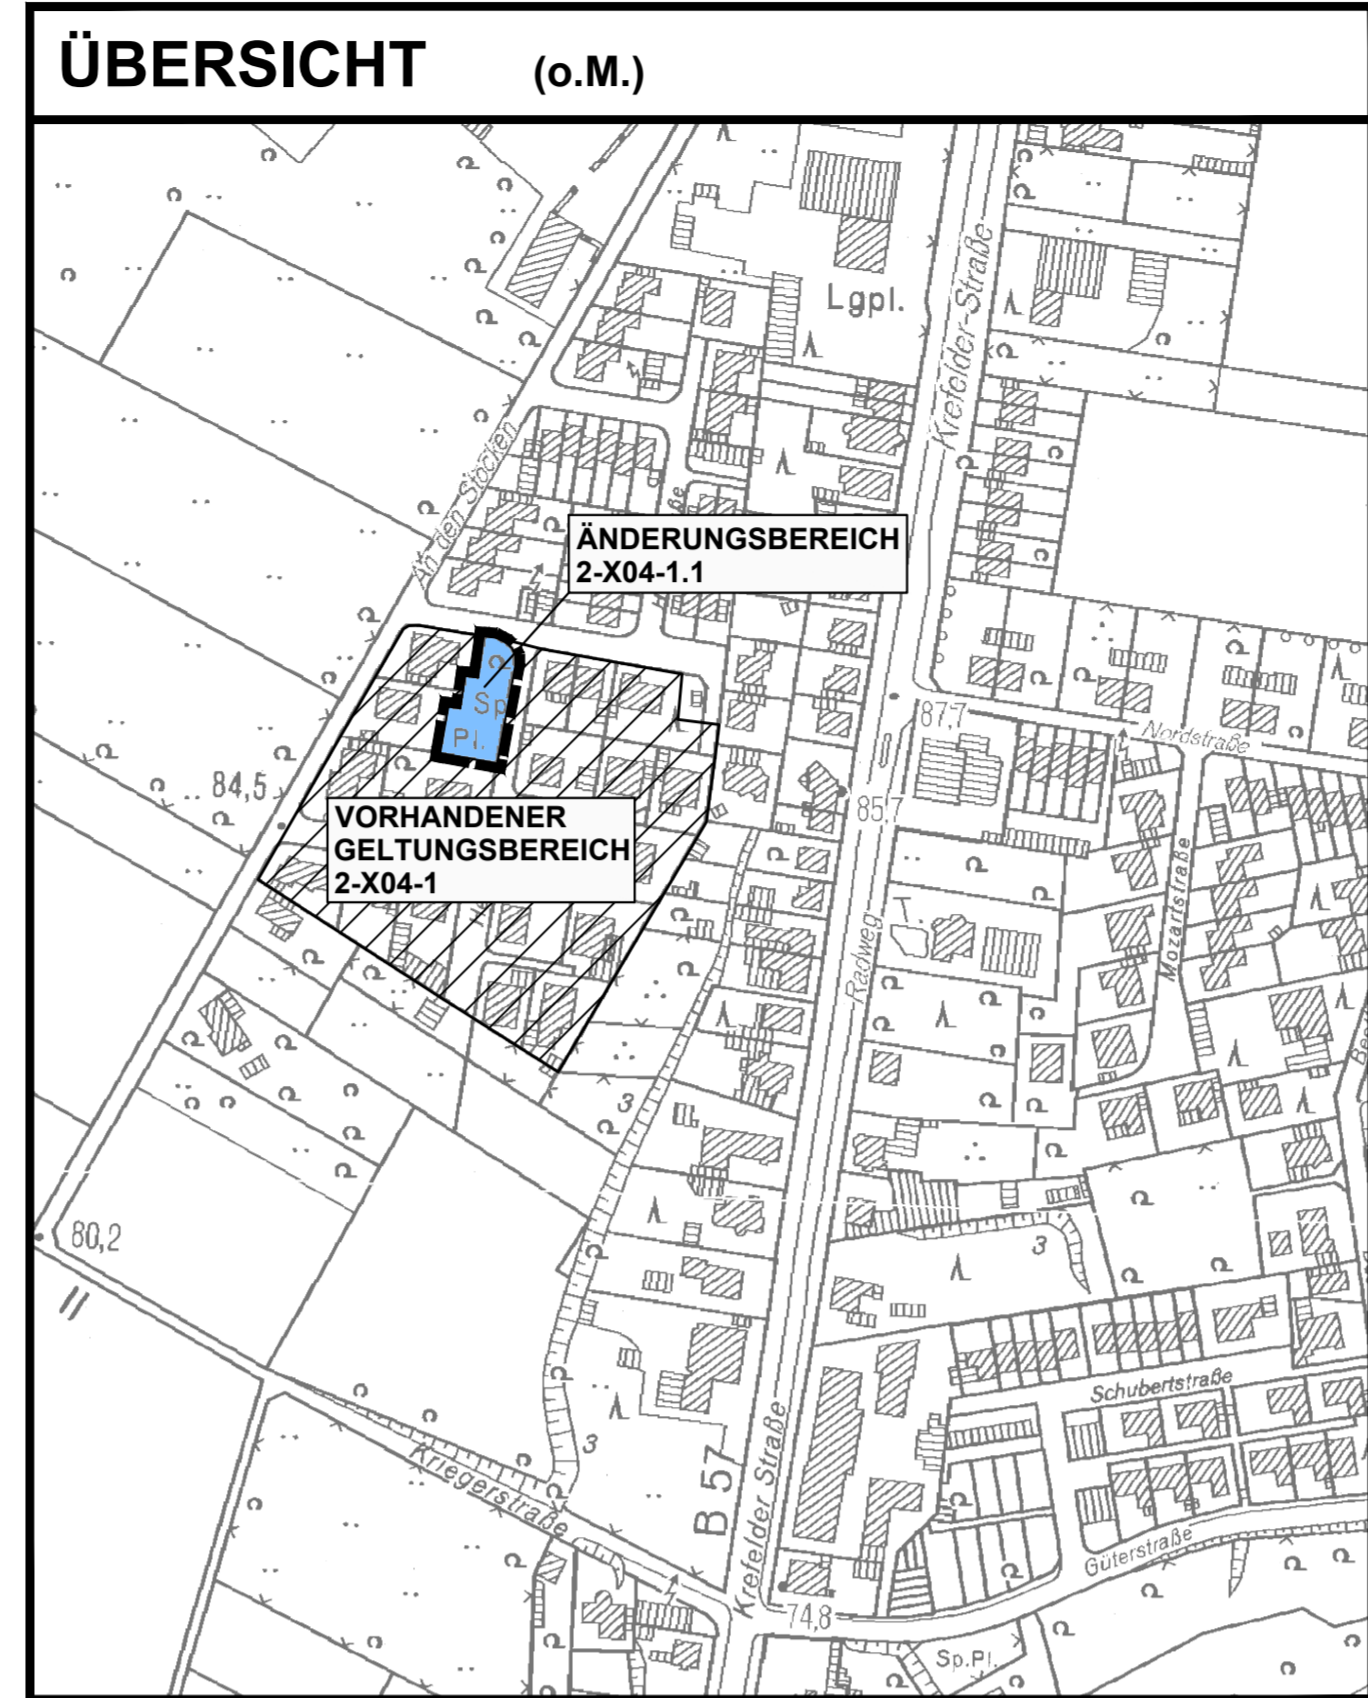 ÜBERSICHT (o.M.)
Lgpl.
Krefelder-Straße
An den Stöcken
ße
ÄNDERUNGSBEREICH
2-X04-1.1
Sp
Pl.
87,7
Nordstraße
84,5
85,7
VORHANDENER
GELTUNGSBEREICH
2-X04-1
Mozartstraße
T.
Radweg
3
80,2
3
Schubertstraße
3
B 57
Krefelder Straße
Kriegerstraße
Güterstraße
74,8
Sp.Pl.